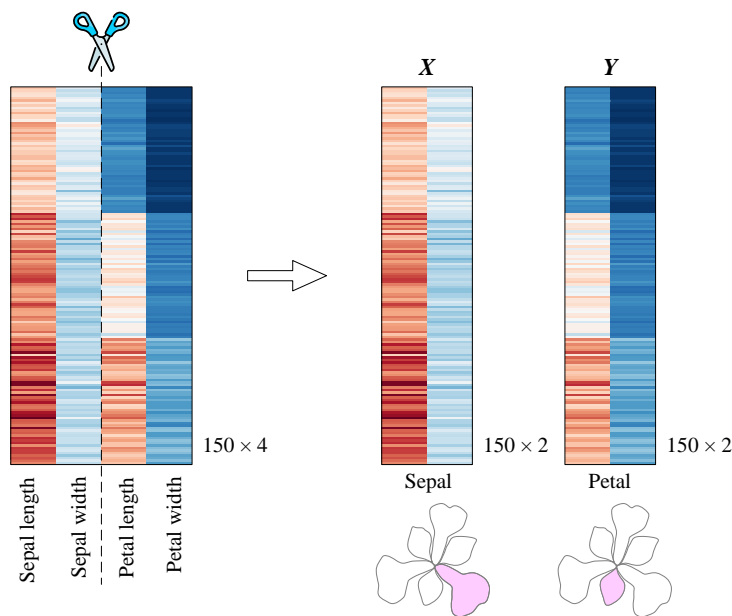 X
Y
150 × 4
150 × 2
150 × 2
Sepal length
Sepal width
Petal length
Petal width
Sepal
Petal